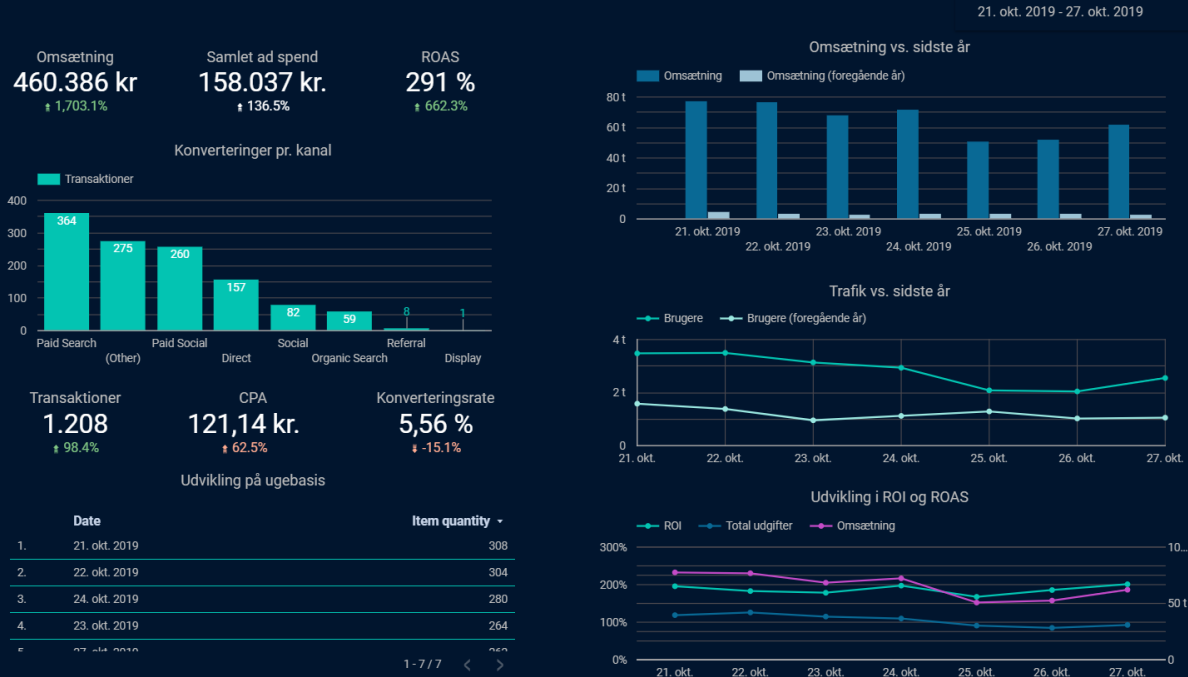 21. okt. 2019 - 27. okt. 2019
Omsætning
460.386 kr
1,703.1%
Samlet ad spend
158.037 kr.
136.5%
ROAS
291 %
662.3%
Konverteringer pr. kanal
Transaktioner
400
300
200
100
0
364
275
260
157
82
59
8
1
Paid Search
(Other)
Paid Social
Direct
Social
Organic Search
Referral
Display
Transaktioner
1.208
98.4%
CPA
121,14 kr.
62.5%
Konverteringsrate
5,56 %
-15.1%
Udvikling på ugebasis
Date Item quantity
1. 21. okt. 2019 308
2. 22. okt. 2019 304
3. 24. okt. 2019 280
4. 23. okt. 2019 264
1 - 7 / 7
Omsætning vs. sidste år
Omsætning Omsætning (foregående år)
80 t
60 t
40 t
20 t
0
21. okt. 2019
22. okt. 2019
23. okt. 2019
24. okt. 2019
25. okt. 2019
26. okt. 2019
27. okt. 2019
Trafik vs. sidste år
Brugere Brugere (foregående år)
4 t
2 t
0
21. okt. 22. okt. 23. okt. 24. okt. 25. okt. 26. okt. 27. okt.
Udvikling i ROI og ROAS
ROI Total udgifter Omsætning
300%
200%
100%
0%
10...
50 t
0
21. okt. 22. okt. 23. okt. 24. okt. 25. okt. 26. okt. 27. okt.